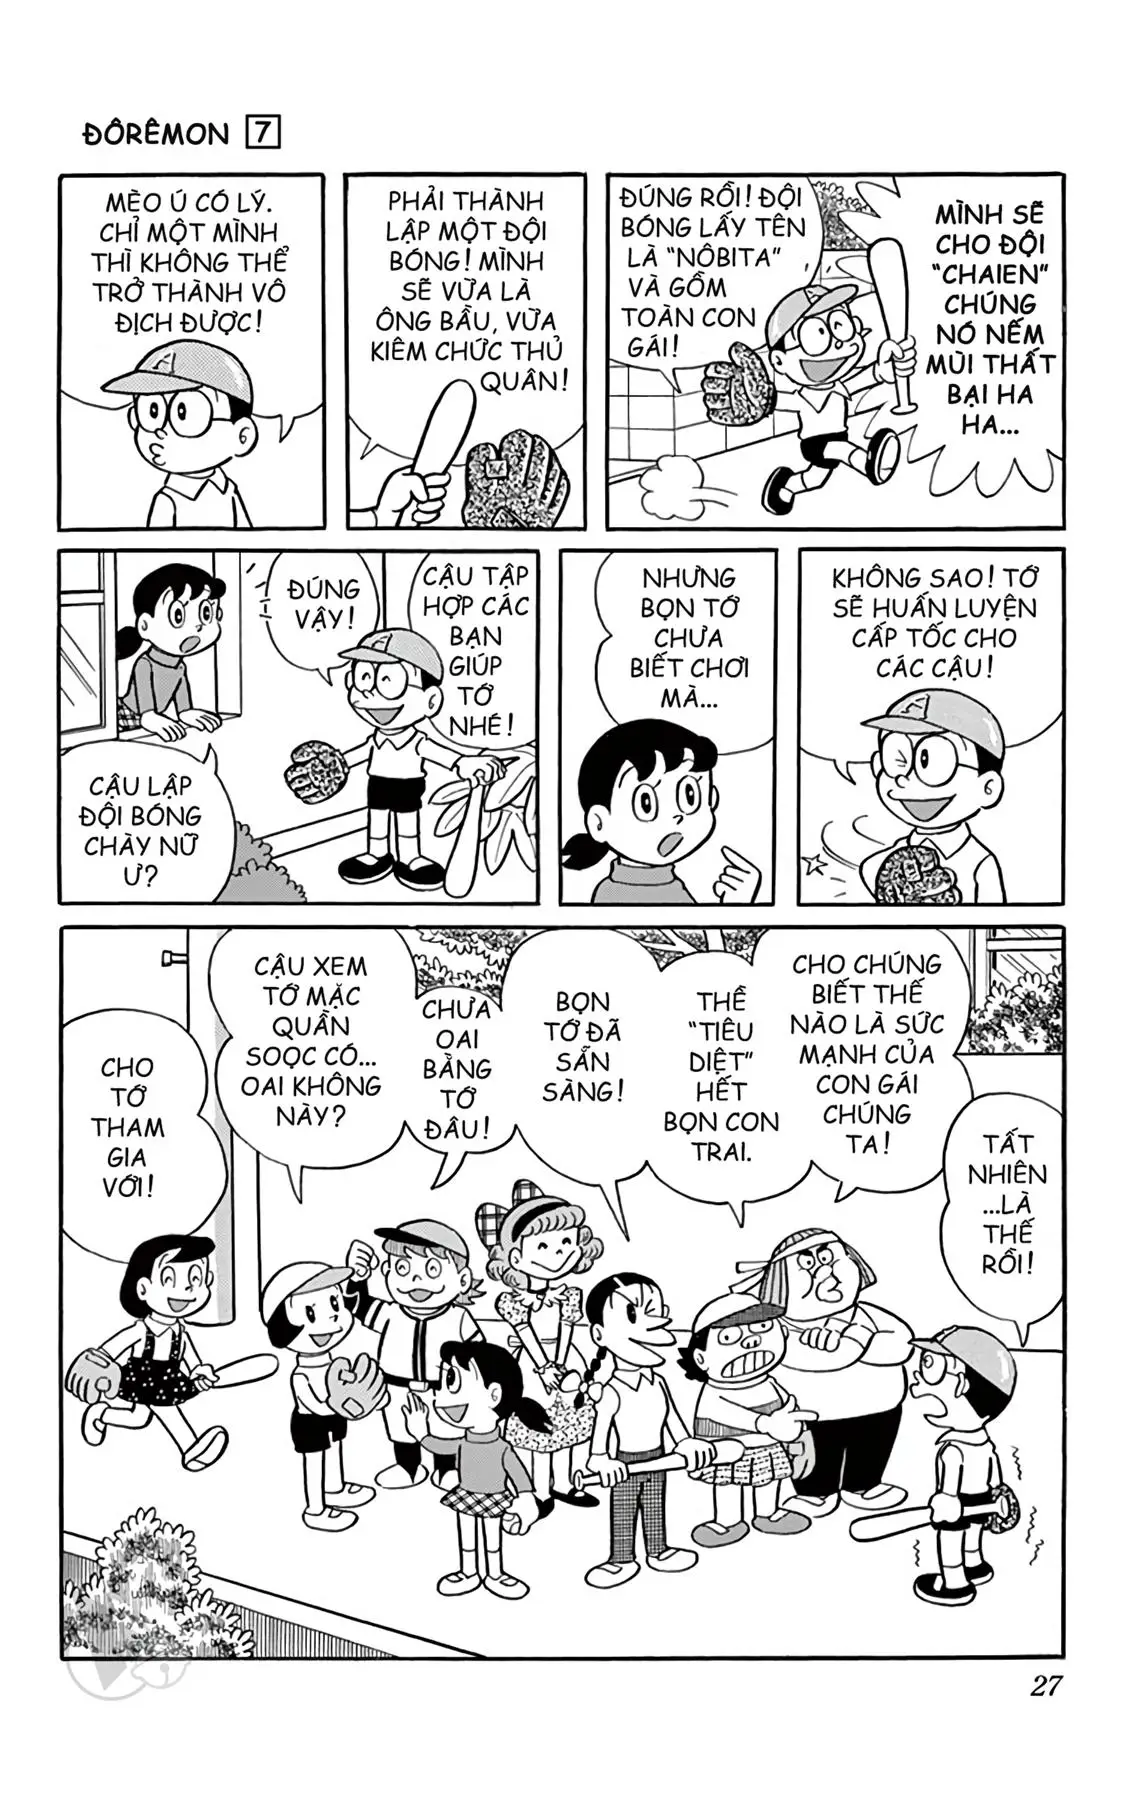 ĐÔRÊMON 7
MÈO Ú CÓ LÝ.
CHỈ MỘT MÌNH
THÌ KHÔNG THỂ
TRỞ THÀNH VÔ
ĐỊCH ĐƯỢC!
PHẢI THÀNH
LẬP MỘT ĐỘI
BÓNG! MÌNH
SẼ VỪA LÀ
ÔNG BẦU, VỪA
KIÊM CHỨC THỦ
QUÂN!
ĐÚNG RỒI! ĐỘI
BÓNG LẤY TÊN
LÀ “NÔBITA”
VÀ GỒM
TOÀN CON
GÁI!
MÌNH SẼ
CHO ĐỘI
“CHAIEN”
CHÚNG
NÓ NẾM
MÙI THẤT
BẠI HA
HA...
CẬU LẬP
ĐỘI BÓNG
CHÀY NỮ
Ư?
ĐÚNG
VẬY!
CẬU TẬP
HỢP CÁC
BẠN
GIÚP
TỚ
NHÉ!
NHƯNG
BỌN TỚ
CHƯA
BIẾT CHƠI
MÀ...
KHÔNG SAO! TỚ
SẼ HUẤN LUYỆN
CẤP TỐC CHO
CÁC CẬU!
CHO
TỚ
THAM
GIA
VỚI!
CẬU XEM
TỚ MẶC
QUẦN
SOỌC CÓ...
OAI KHÔNG
NÀY?
CHƯA
OAI
BẰNG
TỚ
ĐÂU!
BỌN
TỚ ĐÃ
SẴN
SÀNG!
THỀ
“TIÊU
DIỆT”
HẾT
BỌN CON
TRAI.
CHO CHÚNG
BIẾT THẾ
NÀO LÀ SỨC
MẠNH CỦA
CON GÁI
CHÚNG
TA!
TẤT
NHIÊN
...LÀ
THẾ
RỒI!
27